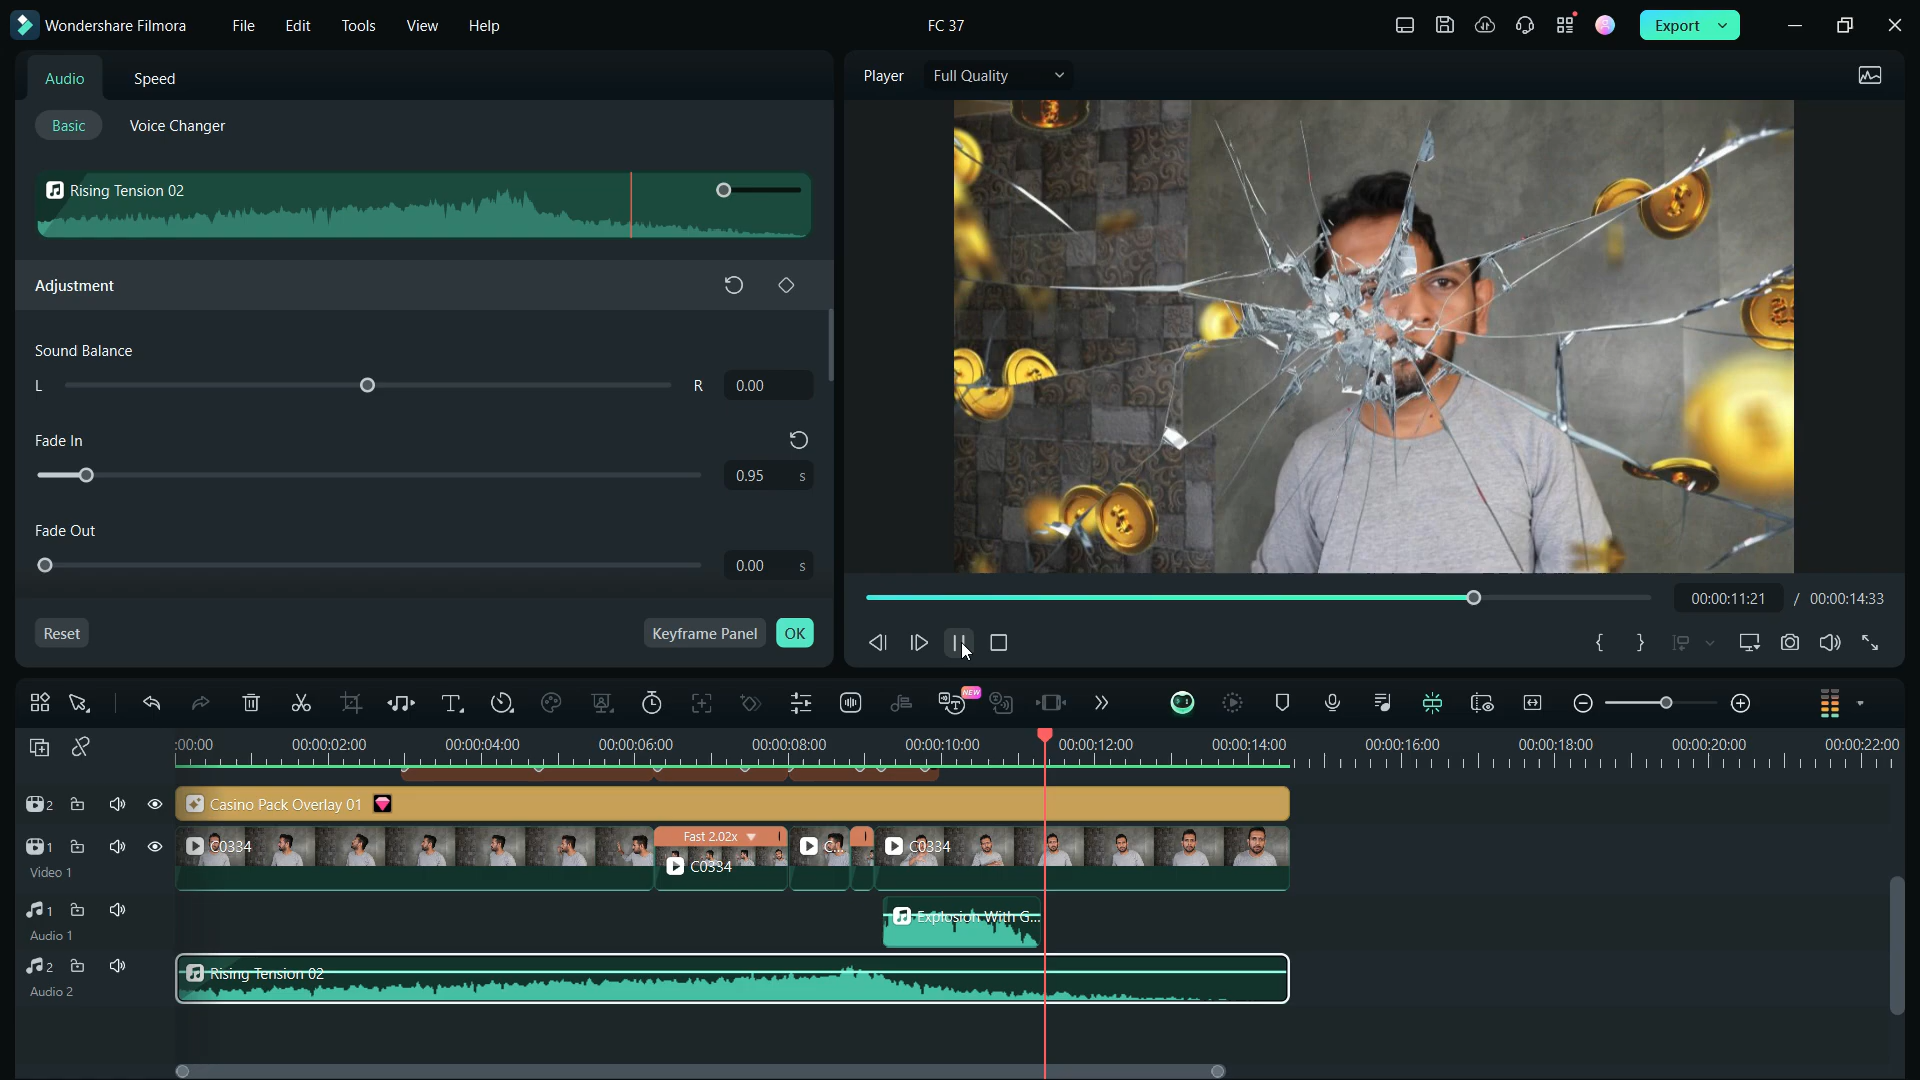 Wondershare Filmora File Edit Tools View Help FC 37 Export
Audio Speed
Player Full Quality
Basic Voice Changer
Rising Tension 02
Adjustment
Sound Balance
L R 0.00
Fade In
0.95 s
Fade Out
0.00 s
00:00:11:21 / 00:00:14:33
Reset Keyframe Panel OK
{ }
NEW
:00:00 00:00:02:00 00:00:04:00 00:00:06:00 00:00:08:00 00:00:10:00 00:00:12:00 00:00:14:00 00:00:16:00 00:00:18:00 00:00:20:00 00:00:22:00
2 Casino Pack Overlay 01
Fast 2.02x
1 C0334 C0334 C... C0334
Video 1
1 Explosion With G...
Audio 1
2 Rising Tension 02
Audio 2